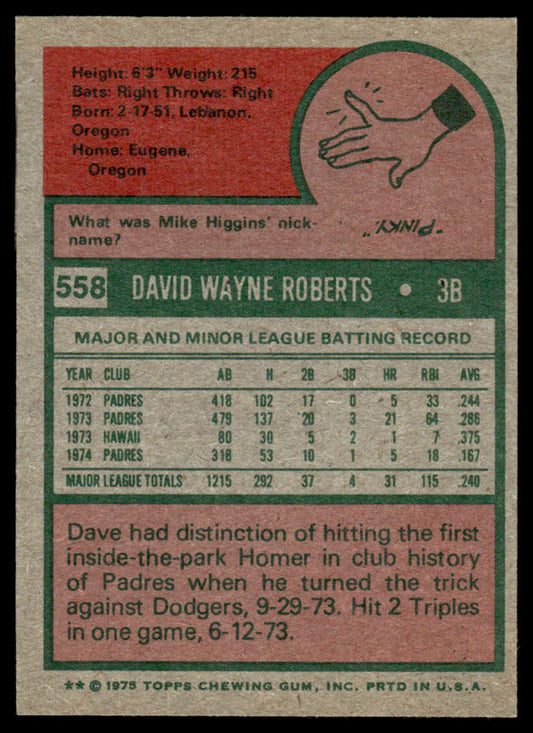 Height: 6'3" Weight: 215
Bats: Right Throws: Right
Born: 2-17-51, Lebanon,
Oregon
Home: Eugene,
Oregon
What was Mike Higgins' nick-
name?
"PINKY."
558 DAVID WAYNE ROBERTS • 3B
MAJOR AND MINOR LEAGUE BATTING RECORD
YEAR CLUB AB H 2B 3B HR RBI AVG
1972 PADRES 418 102 17 0 5 33 .244
1973 PADRES 479 137 20 3 21 64 .286
1973 HAWAII 80 30 5 2 1 7 .375
1974 PADRES 318 53 10 1 5 18 .167
MAJOR LEAGUE TOTALS 1215 292 37 4 31 115 .240
Dave had distinction of hitting the first
inside-the-park Homer in club history
of Padres when he turned the trick
against Dodgers, 9-29-73. Hit 2 Triples
in one game, 6-12-73.
** © 1975 TOPPS CHEWING GUM, INC. PRTD IN U.S.A.